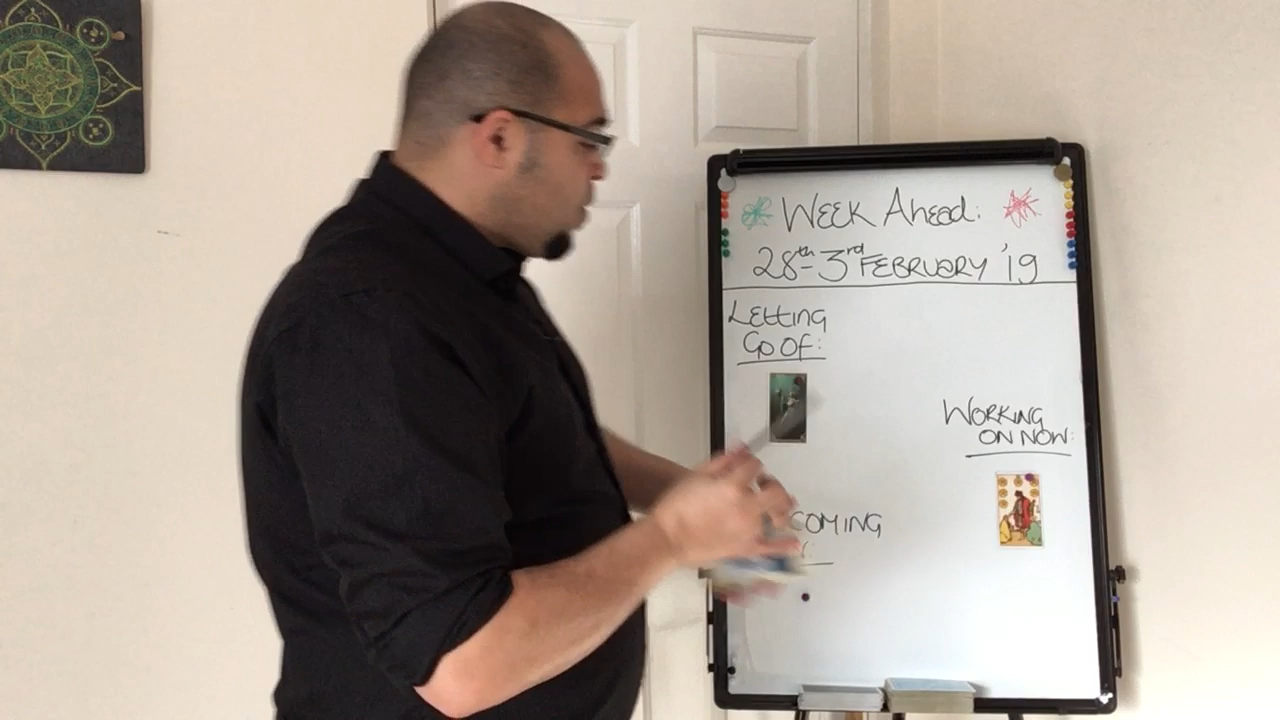 WEEK AHead:
28th-3rd FEBRUARY '19
LETTING
GO OF:
WORKING
ON NOW:
COMING